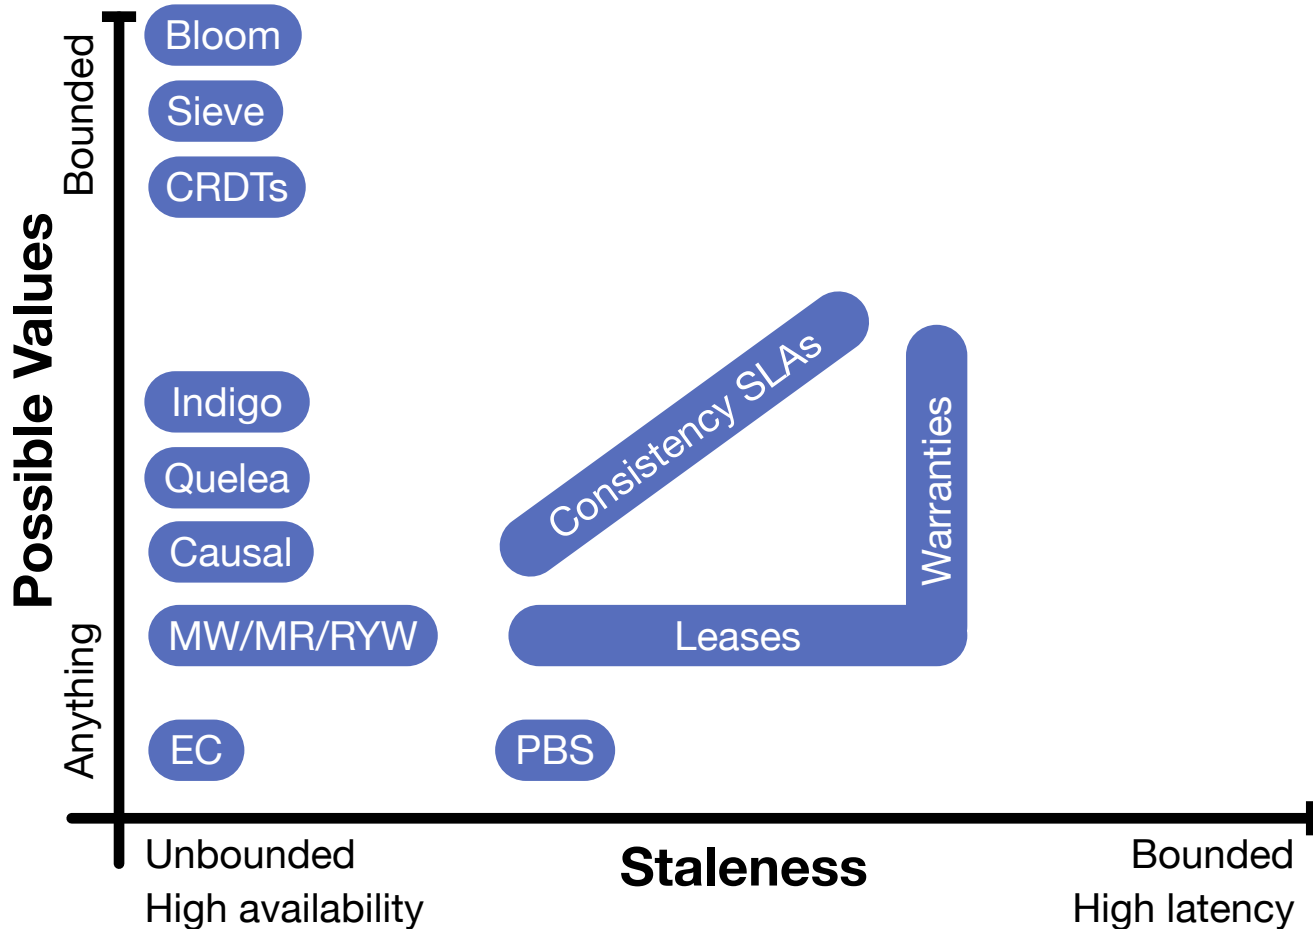 Possible Values
Bounded
Anything
Bloom
Sieve
CRDTs
Indigo
Quelea
Causal
MW/MR/RYW
EC
PBS
Consistency SLAs
Leases
Warranties
Unbounded
High availability
Staleness
Bounded
High latency